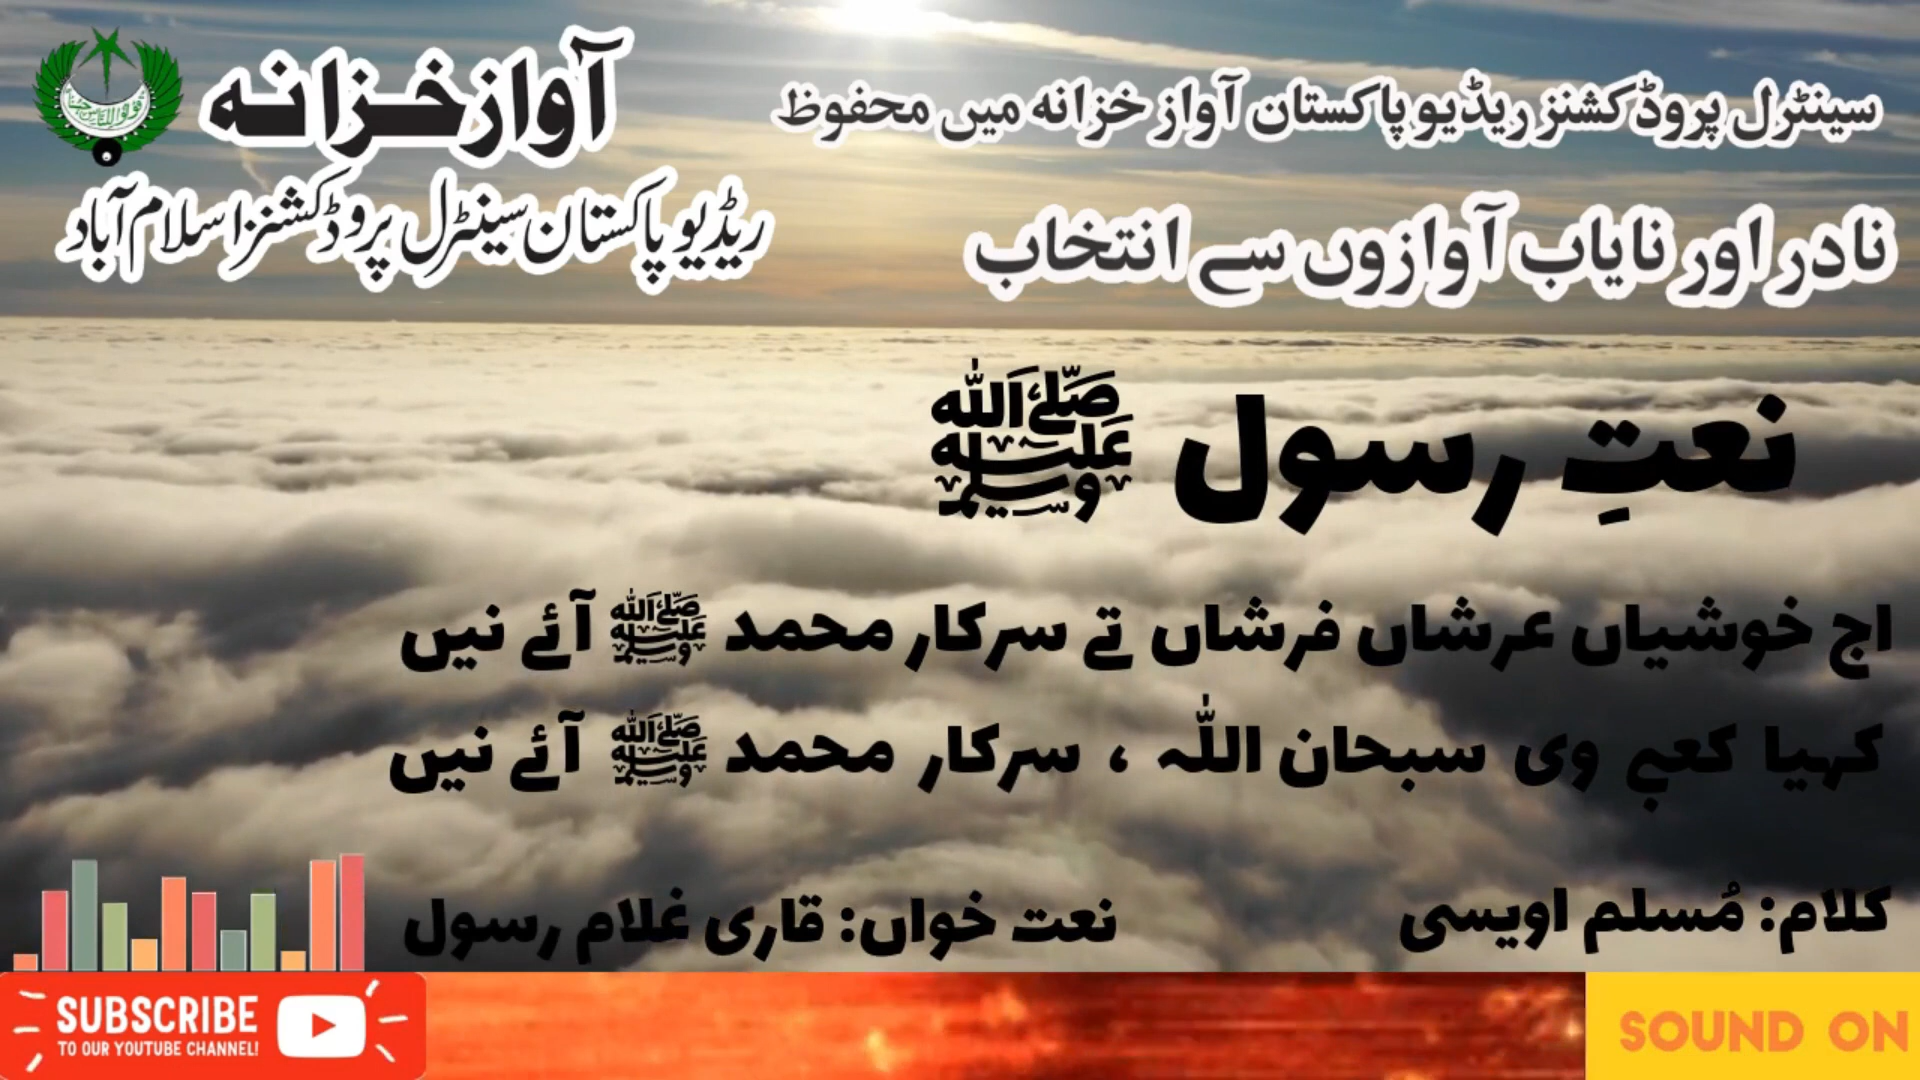 آواز خزانہ
ریڈیو پاکستان سینٹرل پروڈکشنز اسلام آباد
سینٹرل پروڈکشنز ریڈیو پاکستان آواز خزانہ میں محفوظ
نادر اور نایاب آوازوں سے انتخاب
نعتِ رسول ﷺ
اج خوشیاں عرشاں فرشاں تے سرکار محمد ﷺ آئے نیں
کہیا کعبے وی سبحان اللہ ، سرکار محمد ﷺ آئے نیں
کلام: مُسلم اویسی
نعت خواں: قاری غلام رسول
SUBSCRIBE
TO OUR YOUTUBE CHANNEL!
SOUND ON